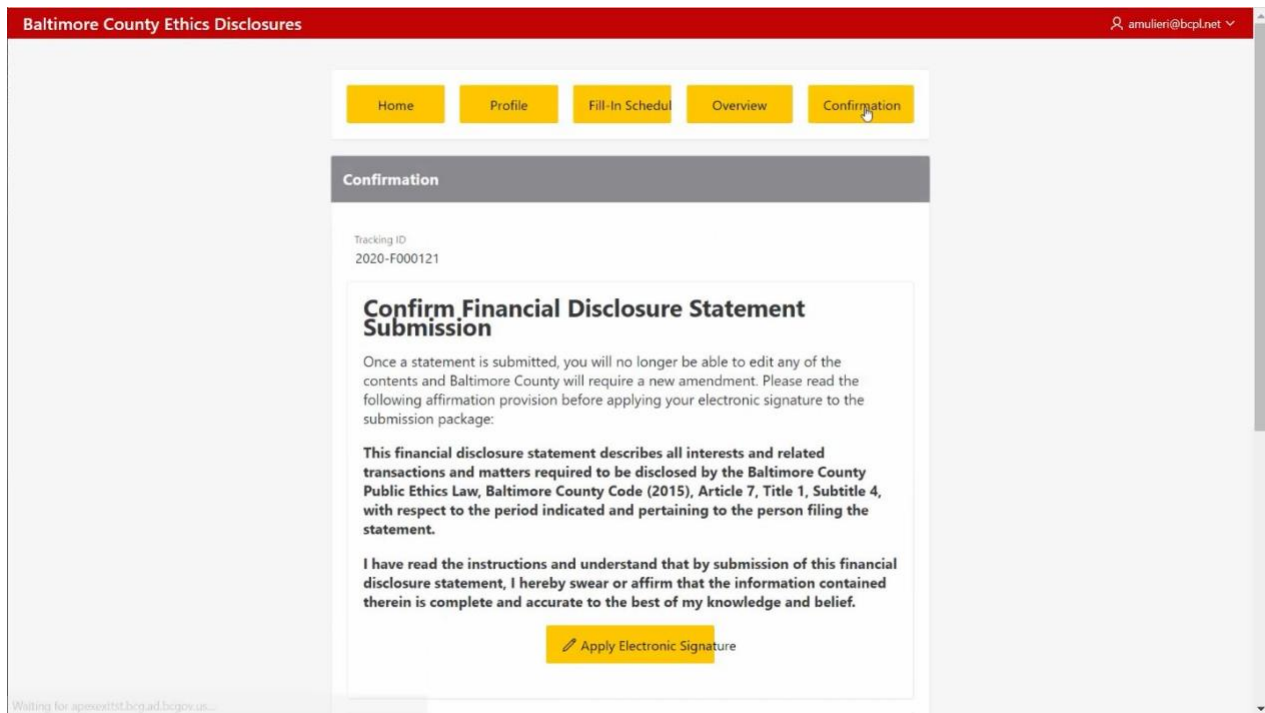 Baltimore County Ethics Disclosures
amulieri@bcpl.net
Home
Profile
Fill-In Schedul
Overview
Confirmation
Confirmation
Tracking ID
2020-F000121
Confirm Financial Disclosure Statement
Submission
Once a statement is submitted, you will no longer be able to edit any of the
contents and Baltimore County will require a new amendment. Please read the
following affirmation provision before applying your electronic signature to the
submission package:
This financial disclosure statement describes all interests and related
transactions and matters required to be disclosed by the Baltimore County
Public Ethics Law, Baltimore County Code (2015), Article 7, Title 1, Subtitle 4,
with respect to the period indicated and pertaining to the person filing the
statement.
I have read the instructions and understand that by submission of this financial
disclosure statement, I hereby swear or affirm that the information contained
therein is complete and accurate to the best of my knowledge and belief.
Apply Electronic Signature
Waiting for apexexttst.bcg.ad.bcgov.us...